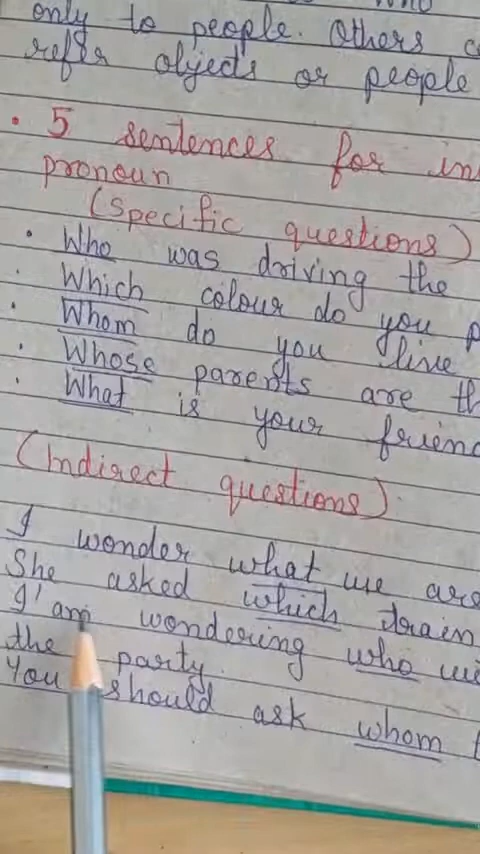 only to people. Others
refer objects or people
• 5 sentences for
pronoun
(Specific questions)
• Who was driving the
• Which colour do you
• Whom do you live
• Whose parents are
• What is your
(Indirect questions)
I wonder what we are
She asked which train
I'am wondering who
the party.
You should ask whom